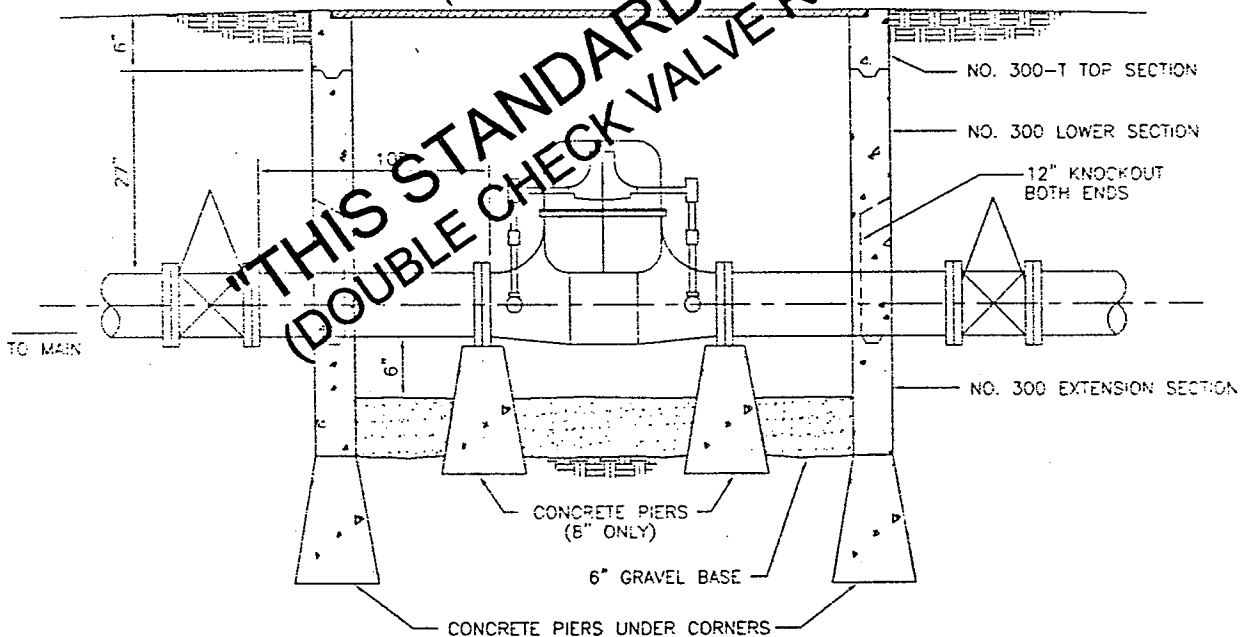 "THIS STANDARD
(DOUBLE CHECK VALVE
6"
27"
NO. 300-T TOP SECTION
NO. 300 LOWER SECTION
12" KNOCKOUT
BOTH ENDS
TO MAIN
6"
NO. 300 EXTENSION SECTION
CONCRETE PIERS
(8" ONLY)
6" GRAVEL BASE
CONCRETE PIERS UNDER CORNERS